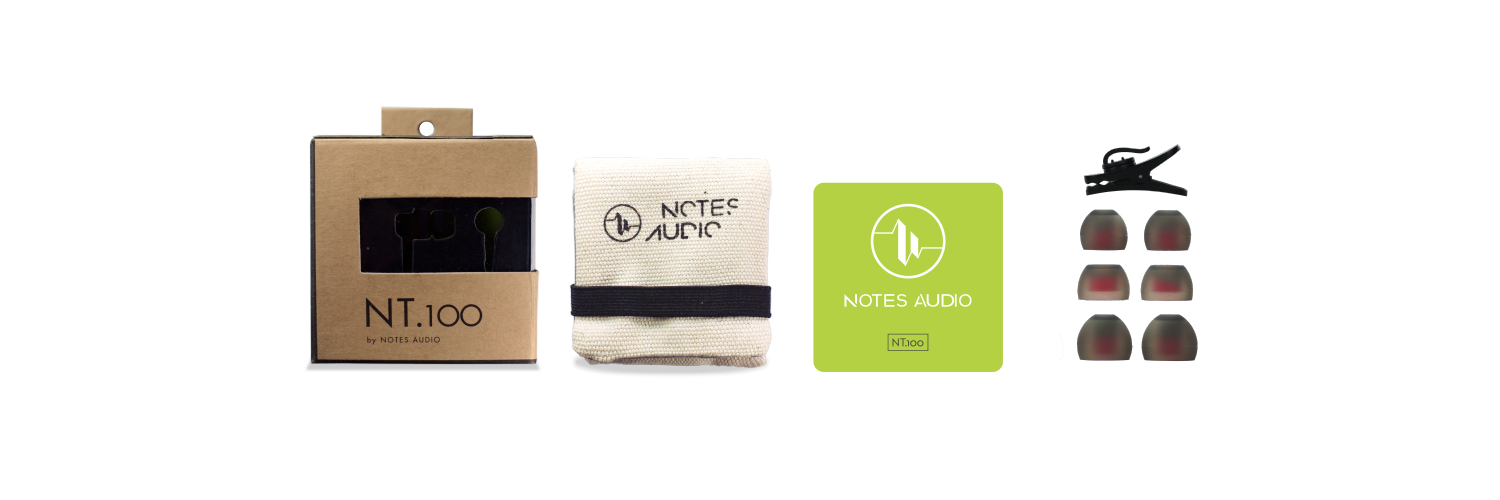 NT.100
by NOTES AUDIO
NOTES
AUDIO
NOTES AUDIO
NT.100